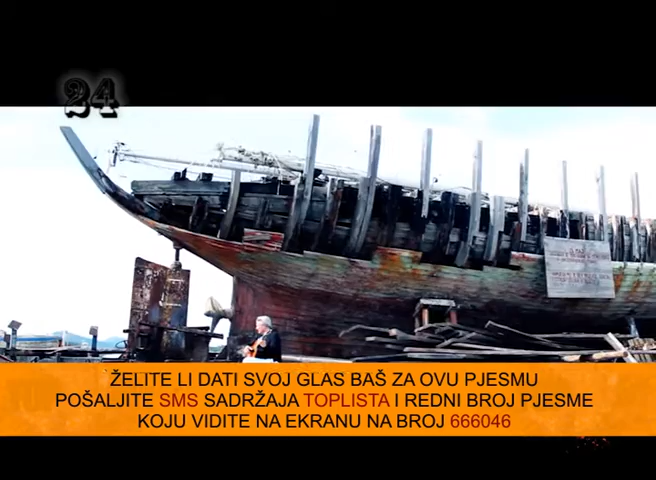 24
ŽELITE LI DATI SVOJ GLAS BAŠ ZA OVU PJESMU
POŠALJITE SMS SADRŽAJA TOPLISTA I REDNI BROJ PJESME
KOJU VIDITE NA EKRANU NA BROJ 666046